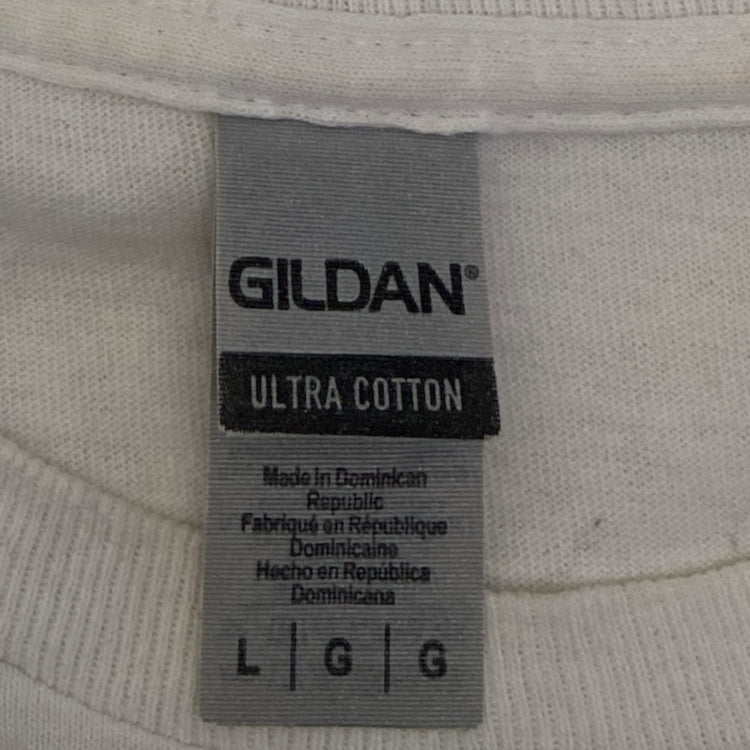 GILDAN®
ULTRA COTTON
Made in Dominican
Republic
Fabriqué en République
Dominicaine
Hecho en República
Dominicana
L | G | G